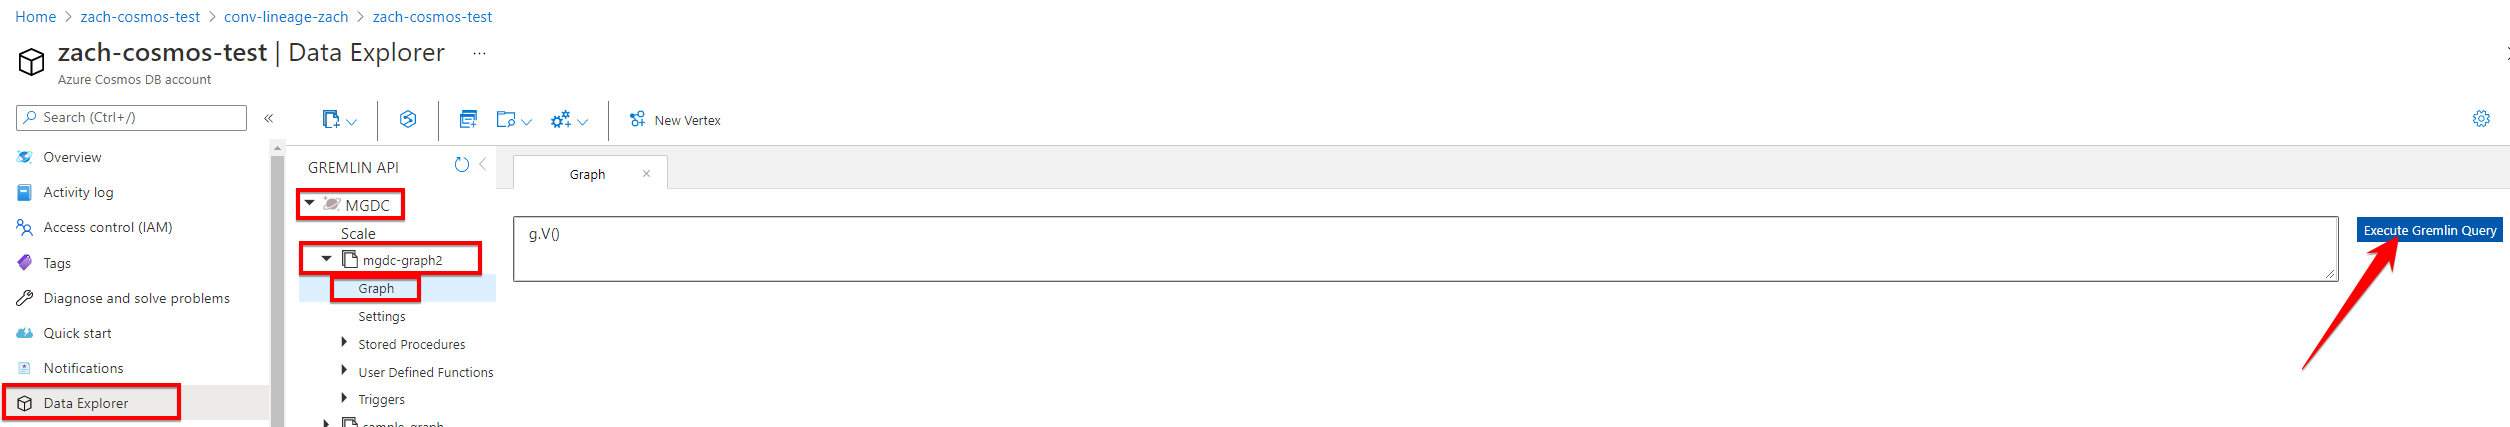 Home > zach-cosmos-test > conv-lineage-zach > zach-cosmos-test
zach-cosmos-test | Data Explorer ...
Azure Cosmos DB account
Search (Ctrl+/)
«
New Vertex
Overview
Activity log
Access control (IAM)
Tags
Diagnose and solve problems
Quick start
Notifications
Data Explorer
GREMLIN API
MGDC
Scale
mgdc-graph2
Graph
Settings
Stored Procedures
User Defined Functions
Triggers
sample-graph
Graph ×
g.V()
Execute Gremlin Query